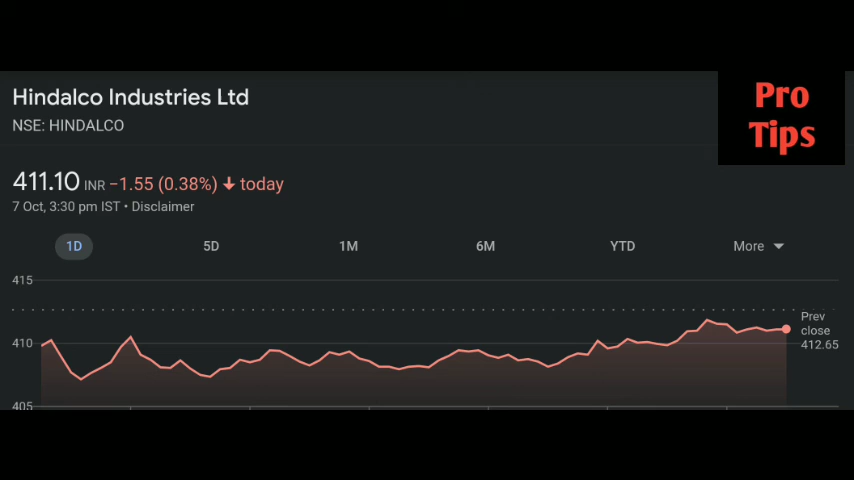 Hindalco Industries Ltd
NSE: HINDALCO
Pro
Tips
411.10 INR −1.55 (0.38%) ↓ today
7 Oct, 3:30 pm IST • Disclaimer
1D 5D 1M 6M YTD More
415
410
405
Prev
close
412.65